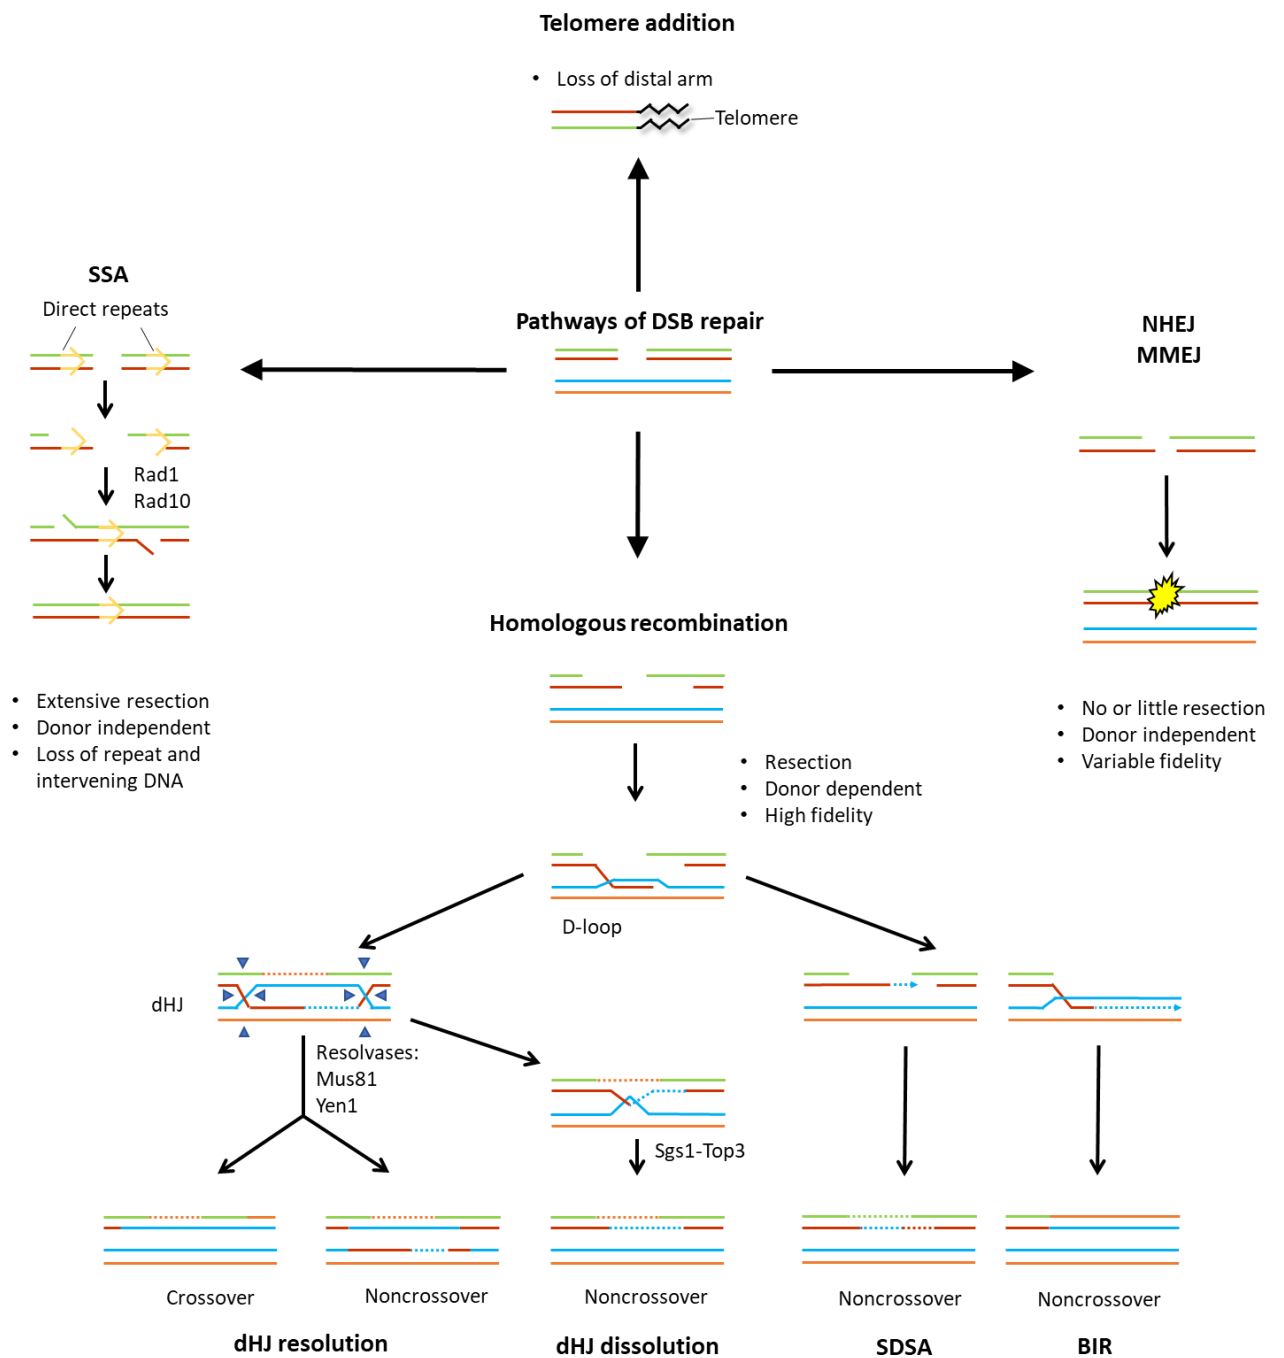 Telomere addition
• Loss of distal arm
Telomere
SSA
Direct repeats
Pathways of DSB repair
NHEJ
MMEJ
Rad1
Rad10
Homologous recombination
• Extensive resection
• Donor independent
• Loss of repeat and
intervening DNA
• No or little resection
• Donor independent
• Variable fidelity
• Resection
• Donor dependent
• High fidelity
D-loop
dHJ
Resolvases:
Mus81
Yen1
Sgs1-Top3
Crossover
Noncrossover
Noncrossover
Noncrossover
Noncrossover
dHJ resolution
dHJ dissolution
SDSA
BIR